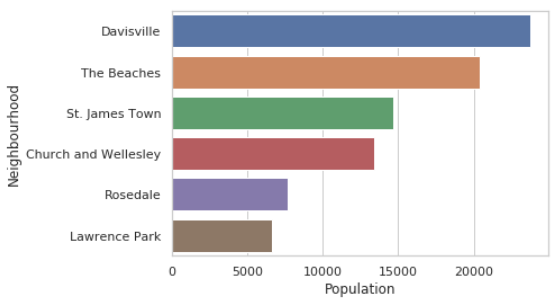 Davisville
The Beaches
St. James Town
Church and Wellesley
Rosedale
Lawrence Park
Neighbourhood
0 5000 10000 15000 20000
Population